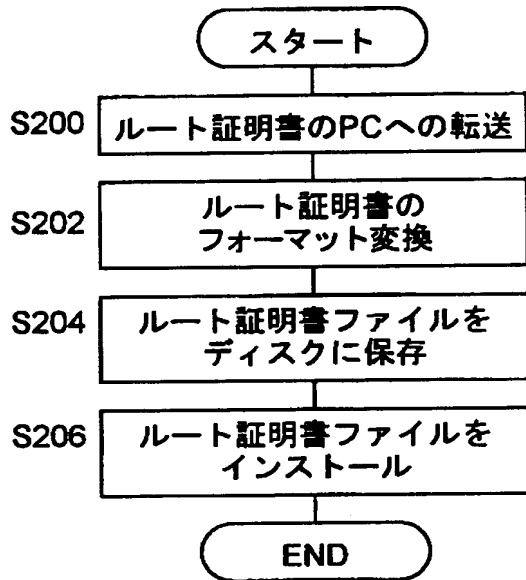 スタート
S200
ルート証明書のPCへの転送
S202
ルート証明書の
フォーマット変換
S204
ルート証明書ファイルを
ディスクに保存
S206
ルート証明書ファイルを
インストール
END